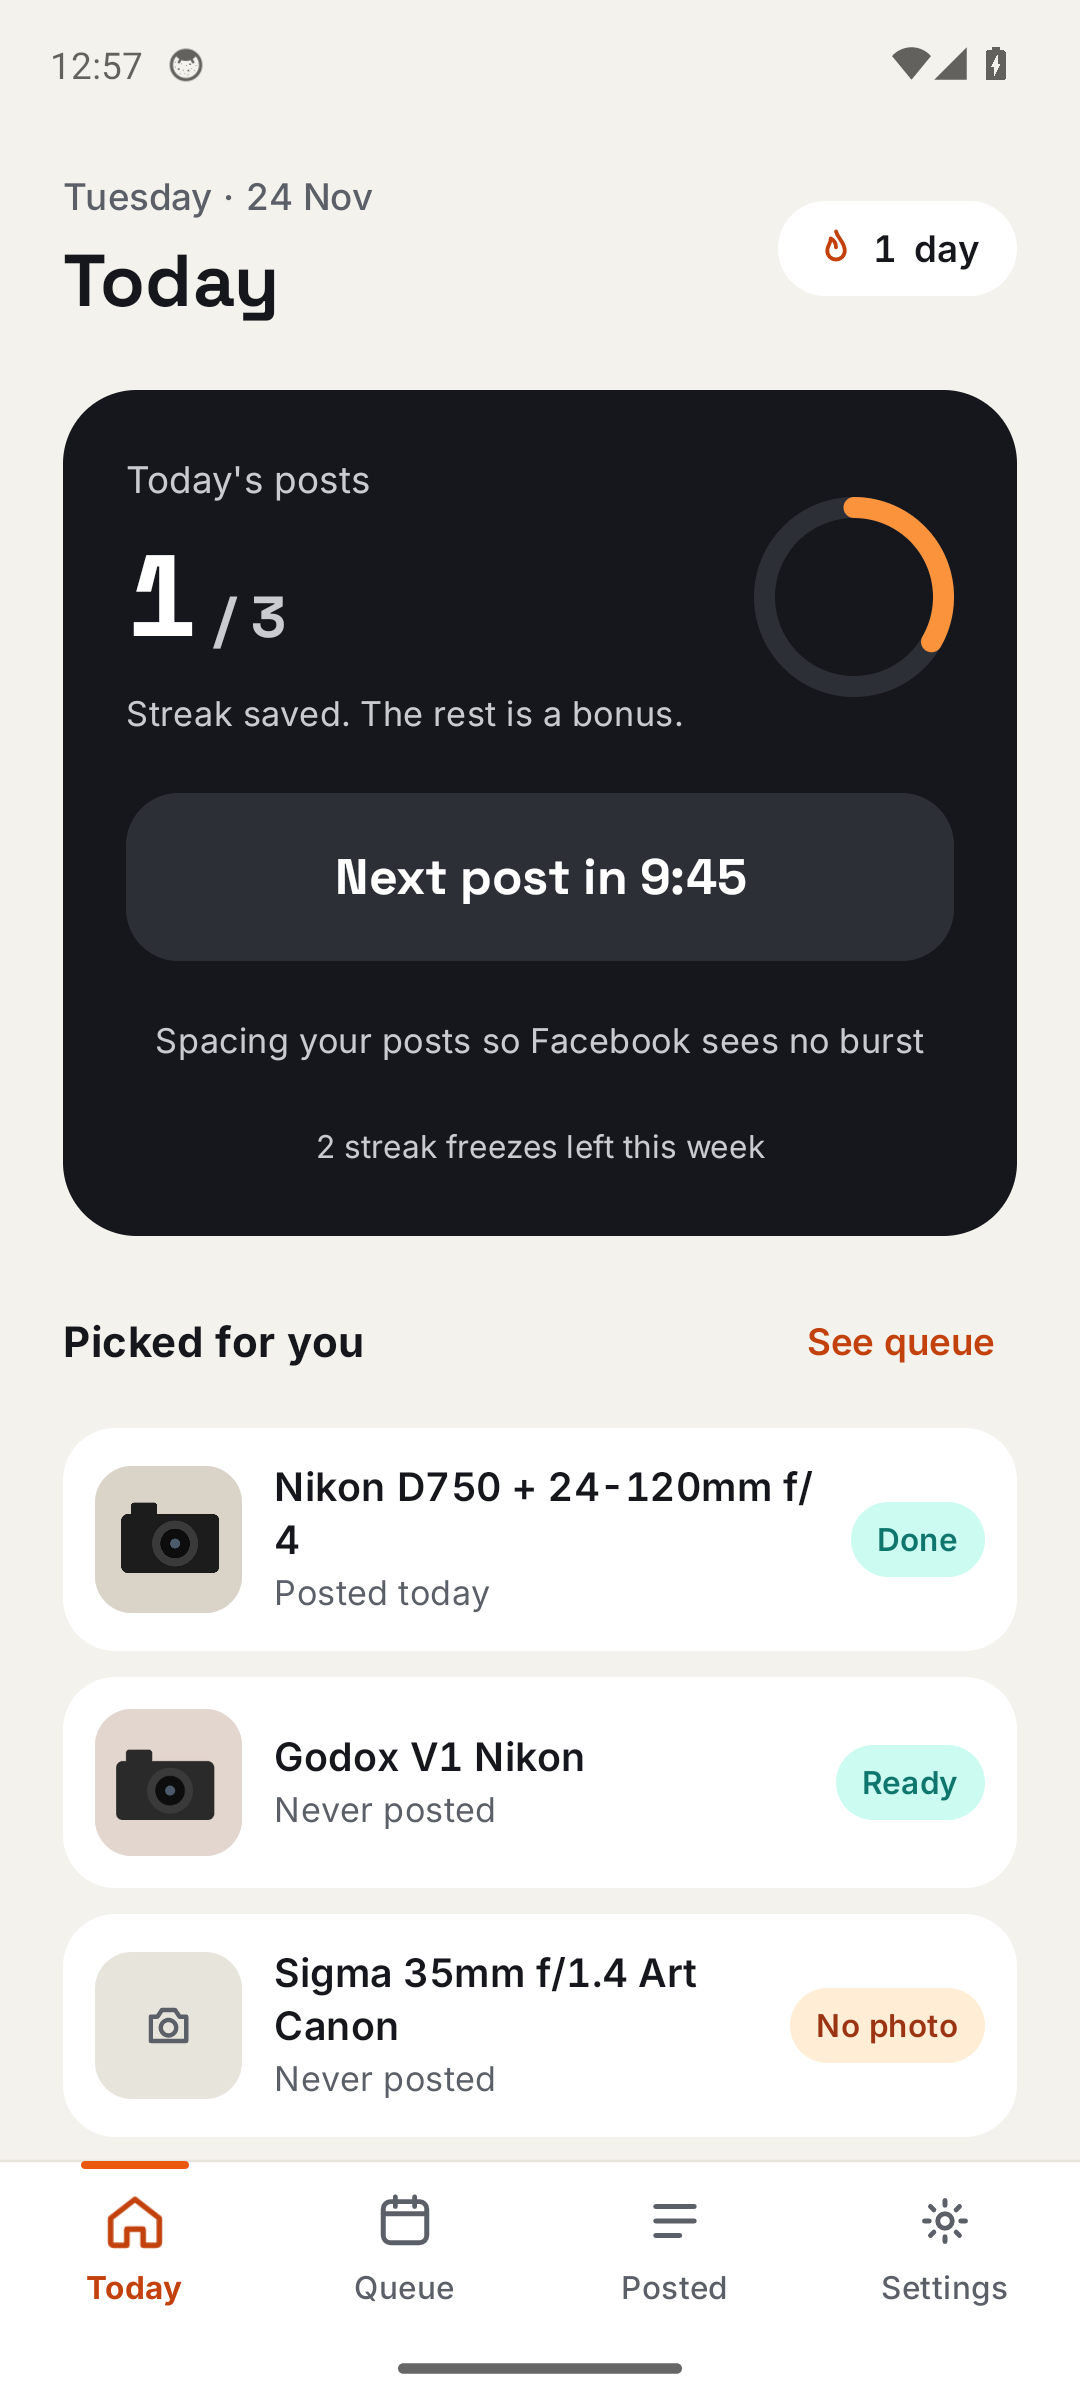 12:57
Tuesday · 24 Nov
Today
1 day
Today's posts
1 / 3
Streak saved. The rest is a bonus.
Next post in 9:45
Spacing your posts so Facebook sees no burst
2 streak freezes left this week
Picked for you
See queue
Nikon D750 + 24-120mm f/
4
Posted today
Done
Godox V1 Nikon
Never posted
Ready
Sigma 35mm f/1.4 Art
Canon
Never posted
No photo
Today
Queue
Posted
Settings